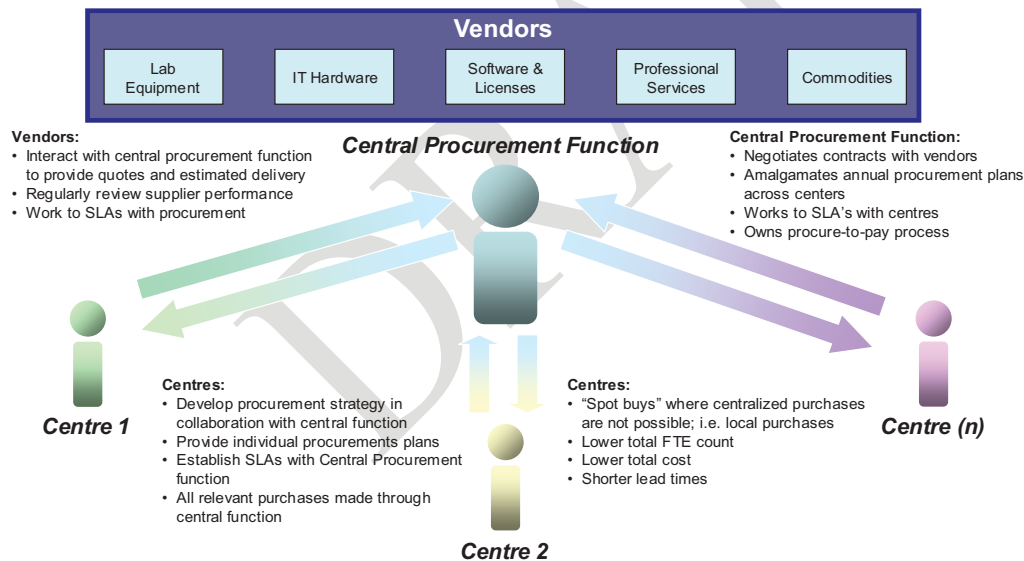 Vendors
Lab
Equipment
IT Hardware
Software &
Licenses
Professional
Services
Commodities
Vendors:
• Interact with central procurement function
to provide quotes and estimated delivery
• Regularly review supplier performance
• Work to SLAs with procurement
Central Procurement Function
Central Procurement Function:
• Negotiates contracts with vendors
• Amalgamates annual procurement plans
across centers
• Works to SLA's with centres
• Owns procure-to-pay process
Centre 1
Centres:
• Develop procurement strategy in
collaboration with central function
• Provide individual procurements plans
• Establish SLAs with Central Procurement
function
• All relevant purchases made through
central function
Centre 2
Centres:
• “Spot buys” where centralized purchases
are not possible; i.e. local purchases
• Lower total FTE count
• Lower total cost
• Shorter lead times
Centre (n)